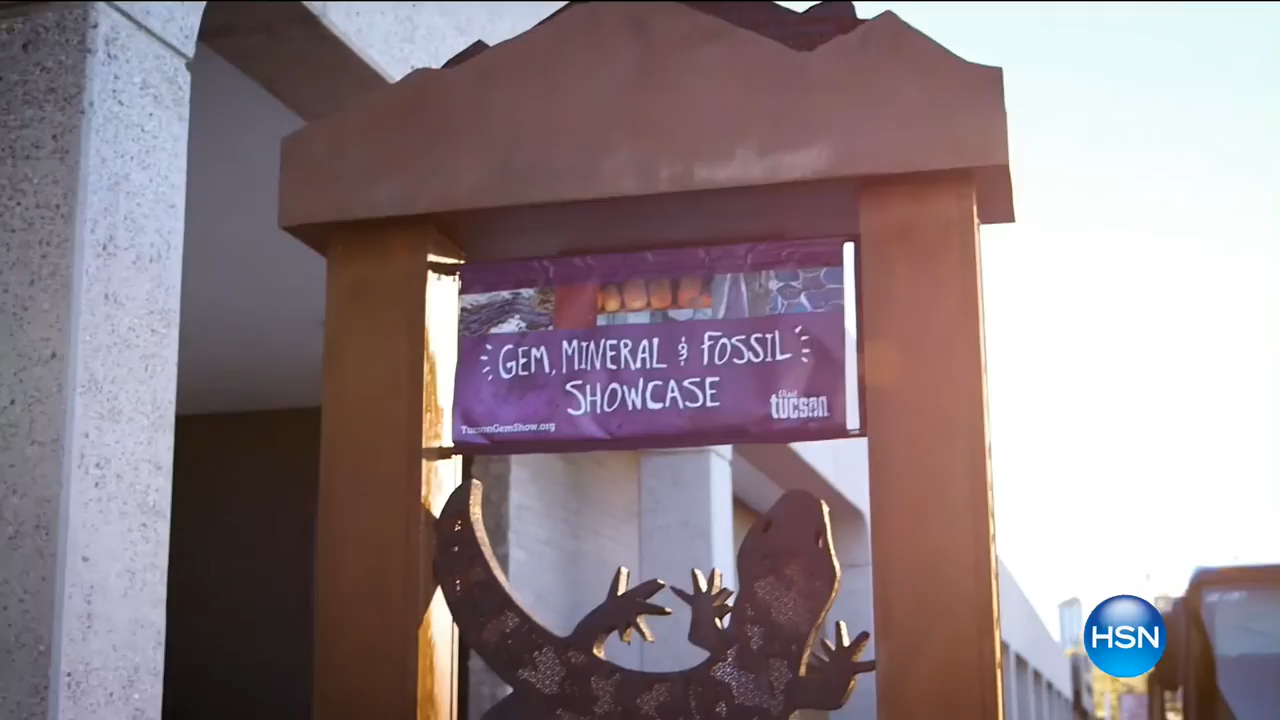 GEM, MINERAL & FOSSIL
SHOWCASE
Visit
tucson
TucsonGemShow.org
HSN